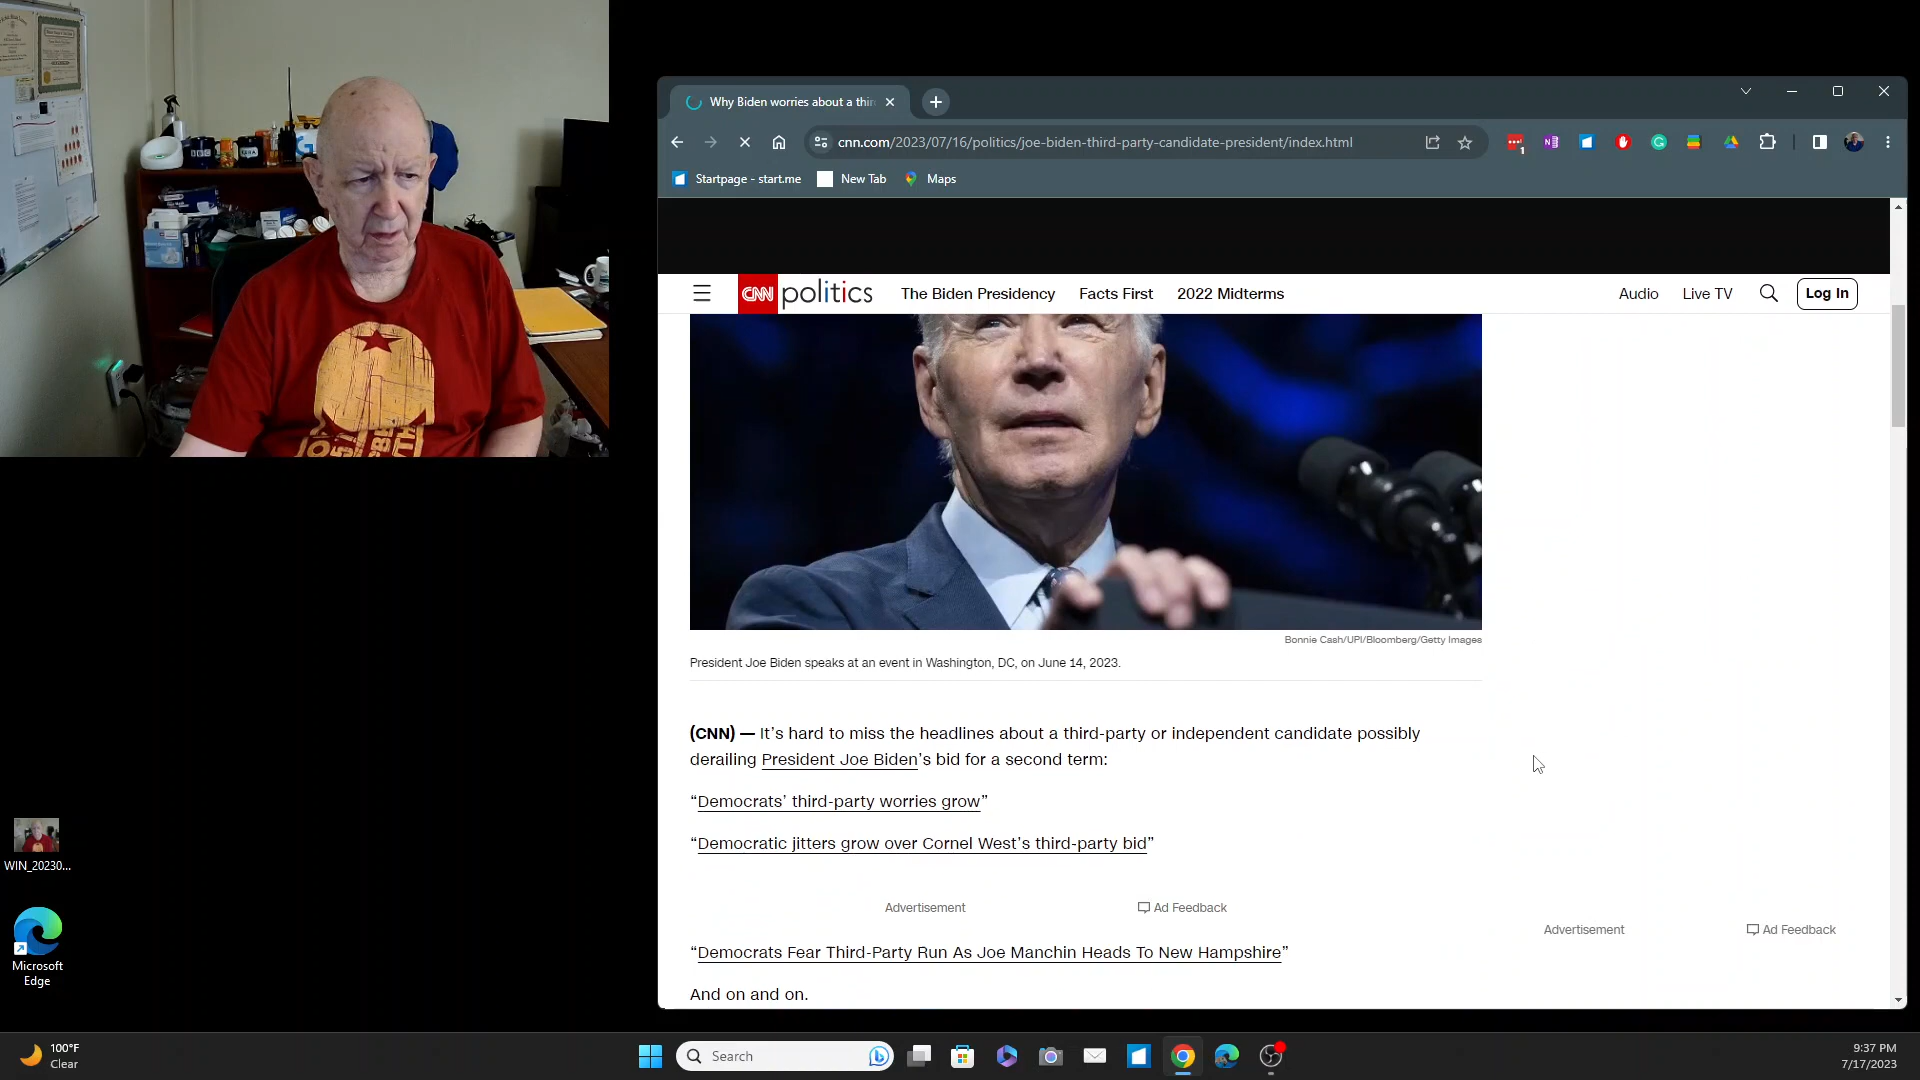 Why Biden worries about a thir
cnn.com/2023/07/16/politics/joe-biden-third-party-candidate-president/index.html
1
Startpage - start.me
New Tab
Maps
CNN politics
The Biden Presidency
Facts First
2022 Midterms
Audio
Live TV
Log In
Bonnie Cash/UPI/Bloomberg/Getty Images
President Joe Biden speaks at an event in Washington, DC, on June 14, 2023.
(CNN) — It's hard to miss the headlines about a third-party or independent candidate possibly
derailing President Joe Biden's bid for a second term:
“Democrats’ third-party worries grow”
“Democratic jitters grow over Cornel West’s third-party bid”
Advertisement
Ad Feedback
Advertisement
Ad Feedback
“Democrats Fear Third-Party Run As Joe Manchin Heads To New Hampshire”
And on and on.
WIN_20230...
Microsoft
Edge
100°F
Clear
Search
9:37 PM
7/17/2023